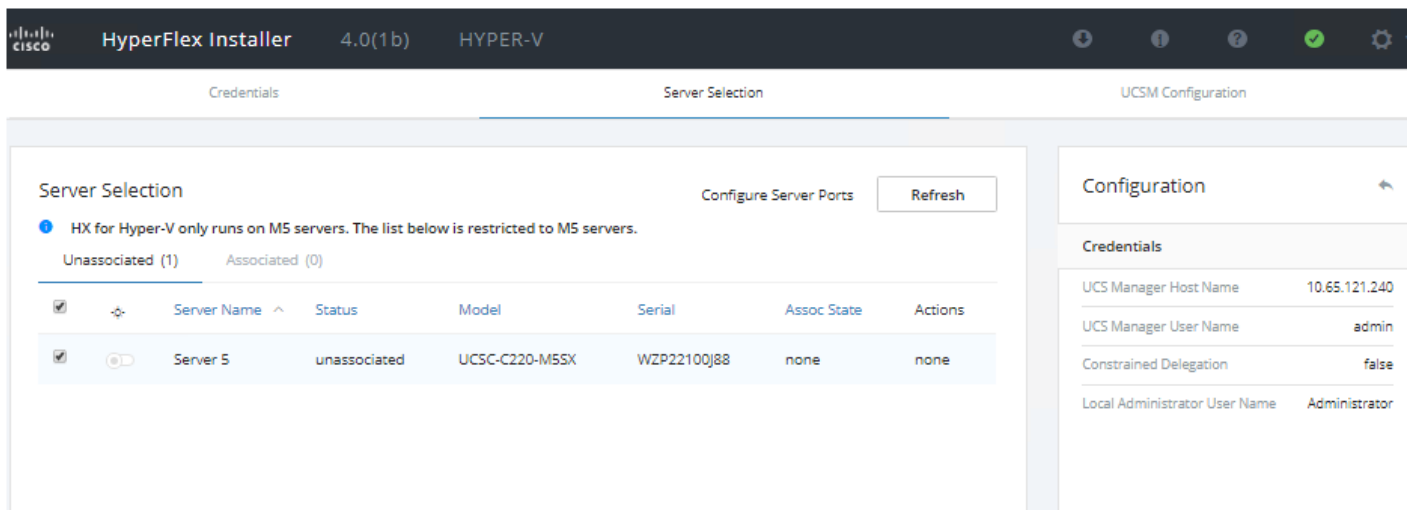 cisco HyperFlex Installer 4.0(1b) HYPER-V
Credentials Server Selection UCSM Configuration
Server Selection
Configure Server Ports Refresh
HX for Hyper-V only runs on M5 servers. The list below is restricted to M5 servers.
Unassociated (1) Associated (0)
Server Name Status Model Serial Assoc State Actions
Server 5 unassociated UCSC-C220-M5SX WZP22100J88 none none
Configuration
Credentials
UCS Manager Host Name 10.65.121.240
UCS Manager User Name admin
Constrained Delegation false
Local Administrator User Name Administrator